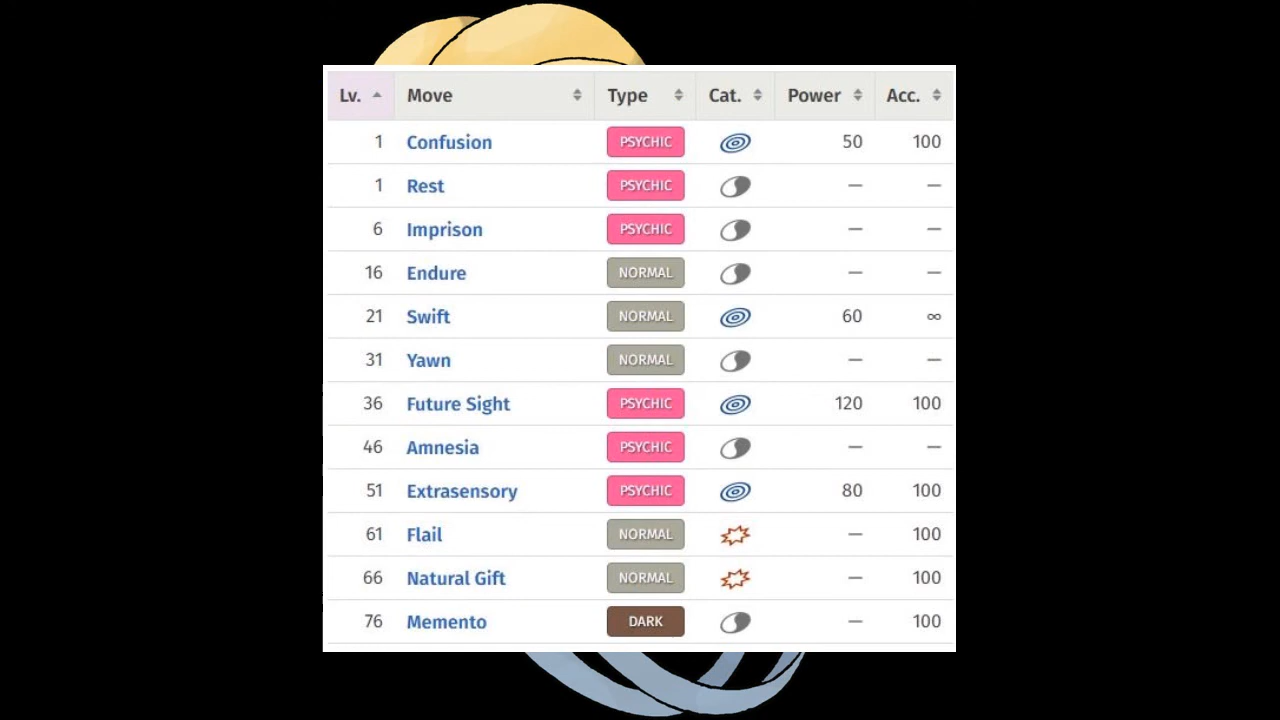 Lv. Move Type Cat. Power Acc.
1 Confusion PSYCHIC 50 100
1 Rest PSYCHIC — —
6 Imprison PSYCHIC — —
16 Endure NORMAL — —
21 Swift NORMAL 60 ∞
31 Yawn NORMAL — —
36 Future Sight PSYCHIC 120 100
46 Amnesia PSYCHIC — —
51 Extrasensory PSYCHIC 80 100
61 Flail NORMAL — 100
66 Natural Gift NORMAL — 100
76 Memento DARK — 100